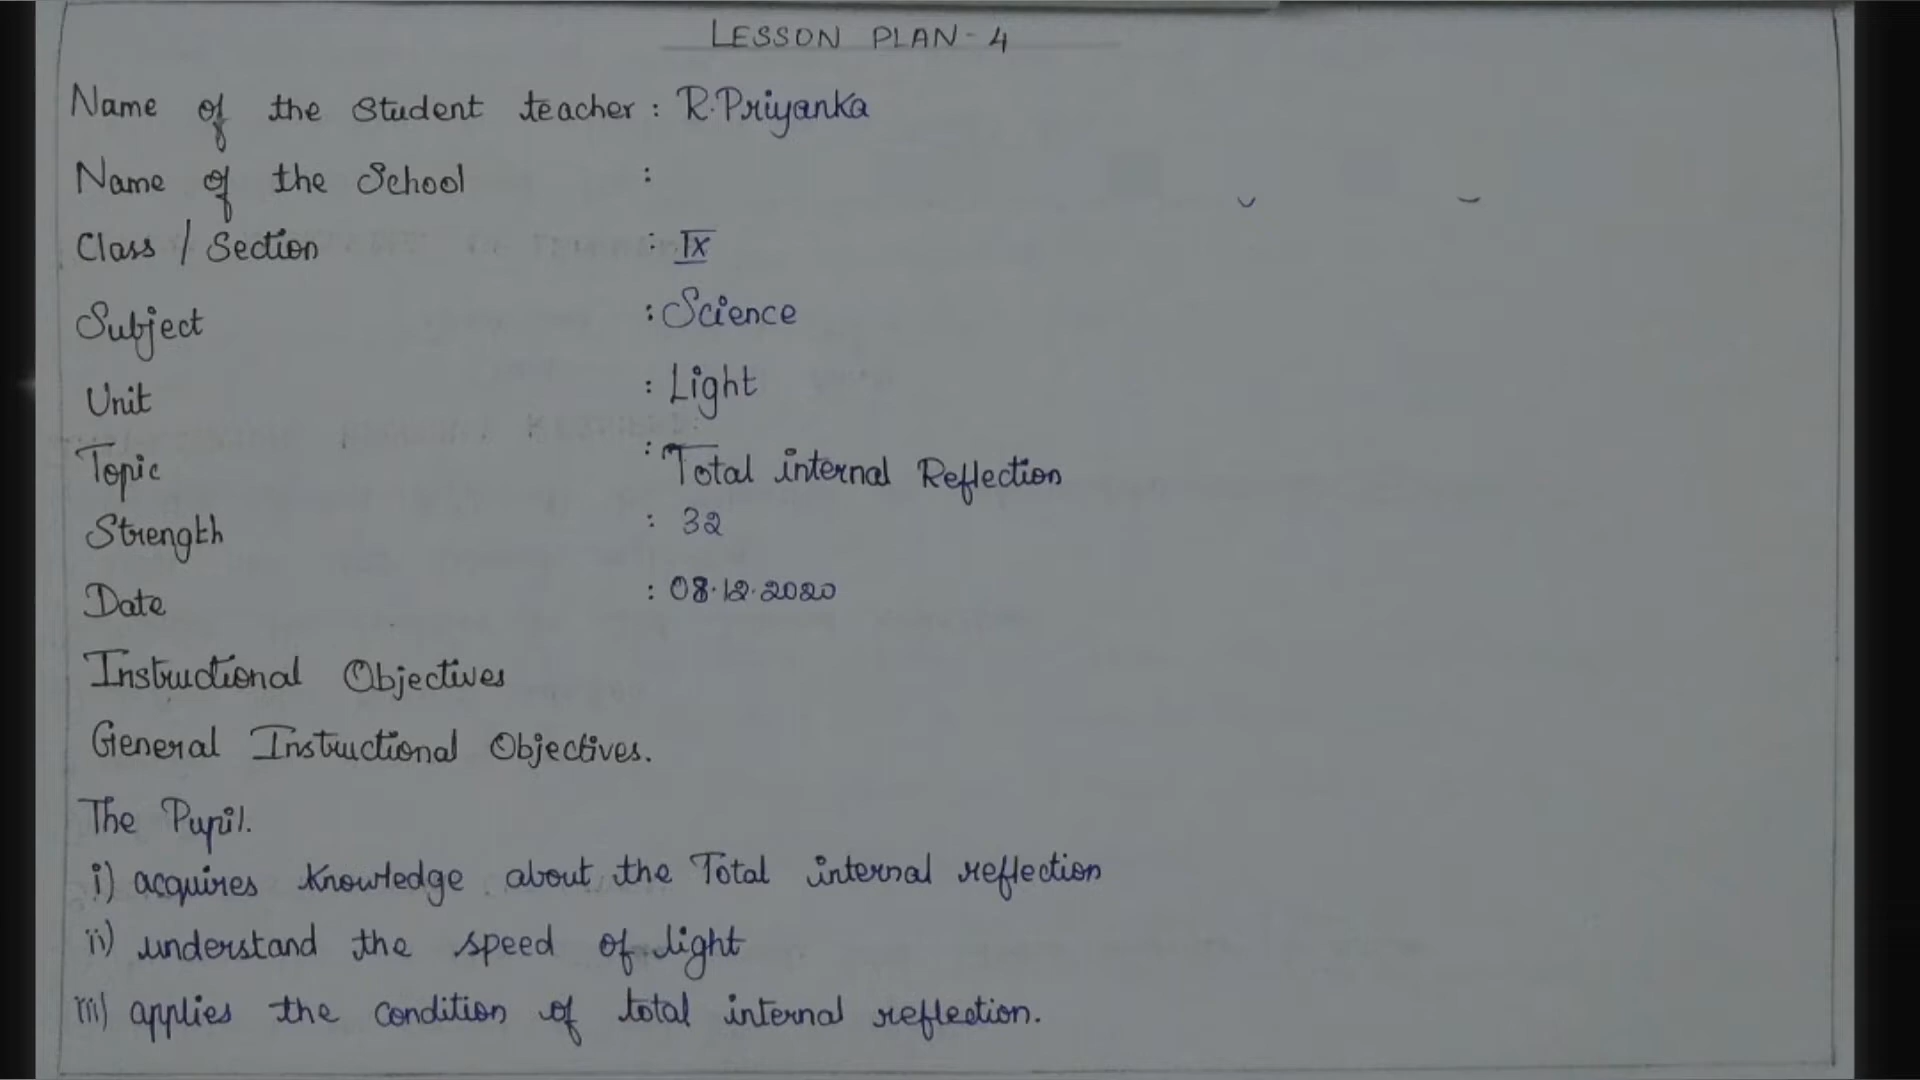 LESSON PLAN - 4
Name of the Student teacher : R. Priyanka
Name of the School :
Class / Section : IX
Subject : Science
Unit : Light
Topic : Total internal Reflection
Strength : 32
Date : 08.12.2020
Instructional Objectives
General Instructional Objectives.
The Pupil.
i) acquires knowledge about the Total internal reflection
ii) understand the speed of light
iii) applies the condition of total internal reflection.